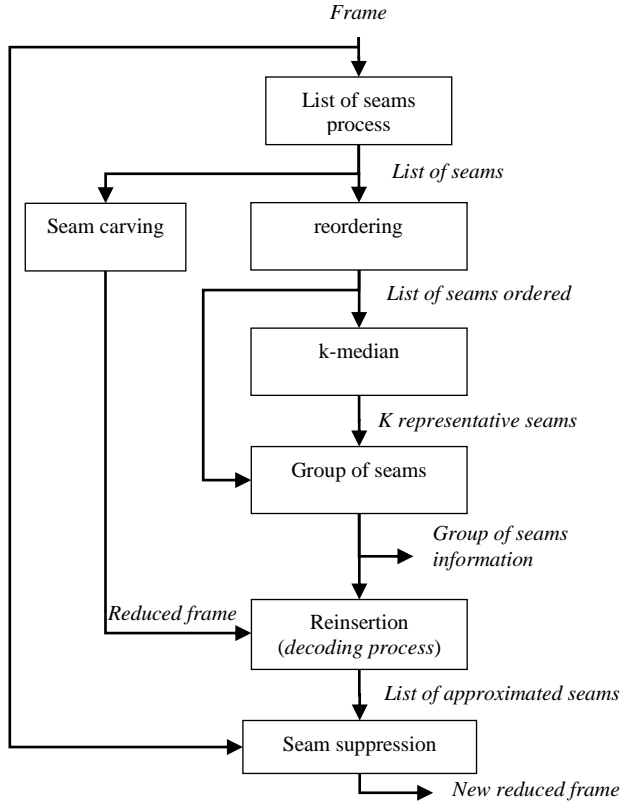 Frame
List of seams
process
List of seams
Seam carving
reordering
List of seams ordered
k-median
K representative seams
Group of seams
Group of seams
information
Reduced frame
Reinsertion
(decoding process)
List of approximated seams
Seam suppression
New reduced frame